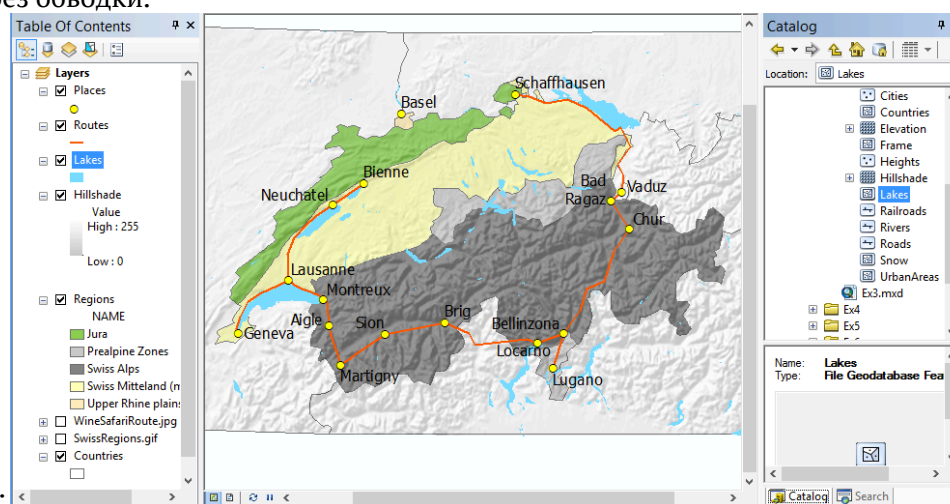 рез обводки.
Table Of Contents
Layers
Places
Routes
Lakes
Hillshade
Value
High : 255
Low : 0
Regions
NAME
Jura
Prealpine Zones
Swiss Alps
Swiss Mitteland (m
Upper Rhine plain
WineSafariRoute.jpg
SwissRegions.gif
Countries
Schaffhausen
Basel
Bienne
Neuchatel
Bad
Ragaz
Vaduz
Chur
Lausanne
Montreux
Geneva
Aigle
Sion
Brig
Bellinzona
Locarno
Martigny
Lugano
Catalog
Location:
Lakes
Cities
Countries
Elevation
Frame
Heights
Hillshade
Lakes
Railroads
Rivers
Roads
Snow
UrbanAreas
Ex3.mxd
Ex4
Ex5
Name: Lakes
Type: File Geodatabase Fea
Catalog
Search